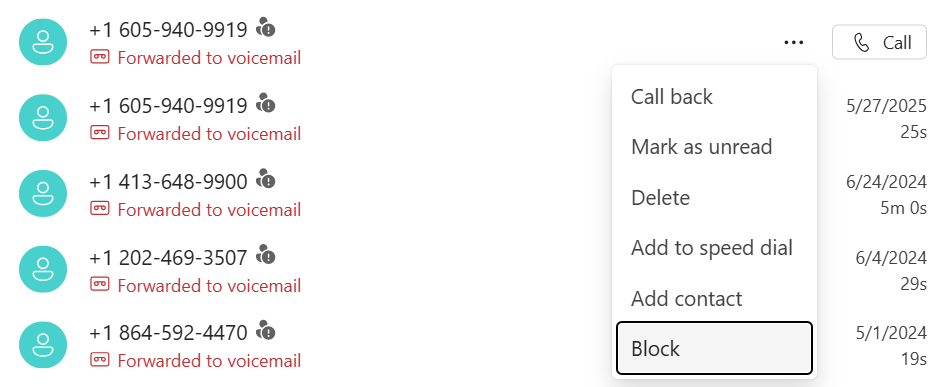 +1 605-940-9919
Forwarded to voicemail
... Call
+1 605-940-9919
Forwarded to voicemail
5/27/2025
25s
+1 413-648-9900
Forwarded to voicemail
6/24/2024
5m 0s
+1 202-469-3507
Forwarded to voicemail
6/4/2024
29s
+1 864-592-4470
Forwarded to voicemail
5/1/2024
19s
Call back
Mark as unread
Delete
Add to speed dial
Add contact
Block